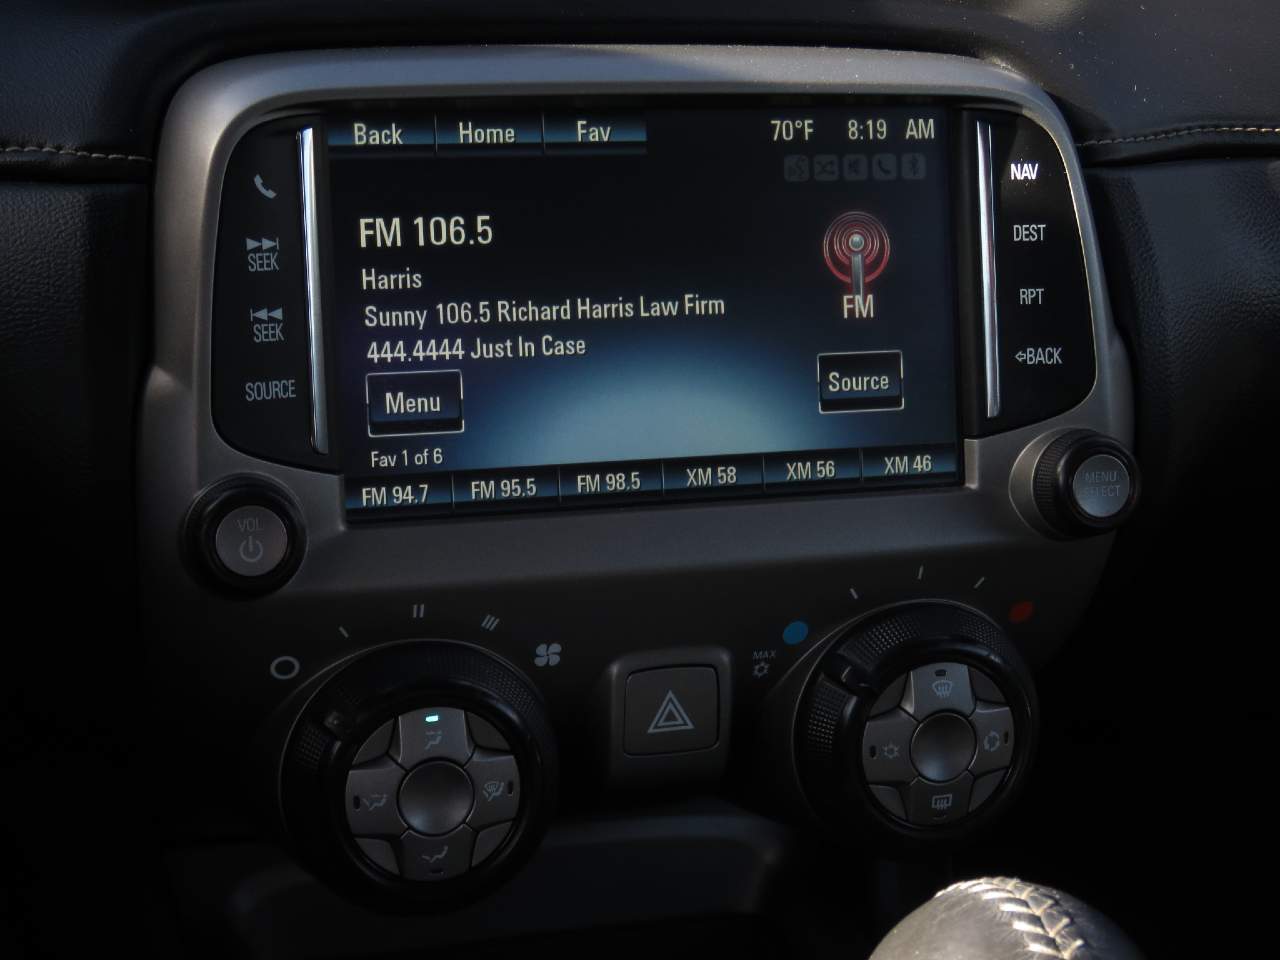 Back Home Fav 70°F 8:19 AM
NAV
SEEK
DEST
FM 106.5
Harris
Sunny 106.5 Richard Harris Law Firm
444.4444 Just In Case
FM
RPT
SEEK
BACK
SOURCE
Menu
Source
Fav 1 of 6
FM 94.7 FM 95.5 FM 98.5 XM 58 XM 56 XM 46
MENU
SELECT
VOL
MAX